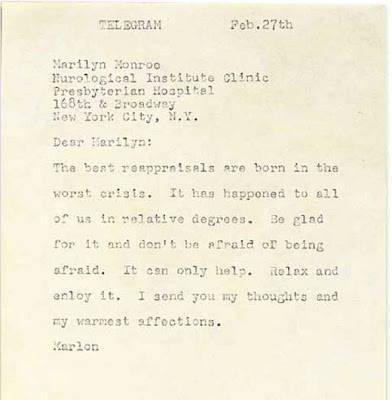 TELEGRAM Feb.27th
Marilyn Monroe
Nurological Institute Clinic
Presbyterian Hospital
168th & Broadway
New York City, N.Y.
Dear Marilyn:
The best reappraisals are born in the
worst crisis. It has happened to all
of us in relative degrees. Be glad
for it and don't be afraid of being
afraid. It can only help. Relax and
enloy it. I send you my thoughts and
my warmest affections.
Marlon